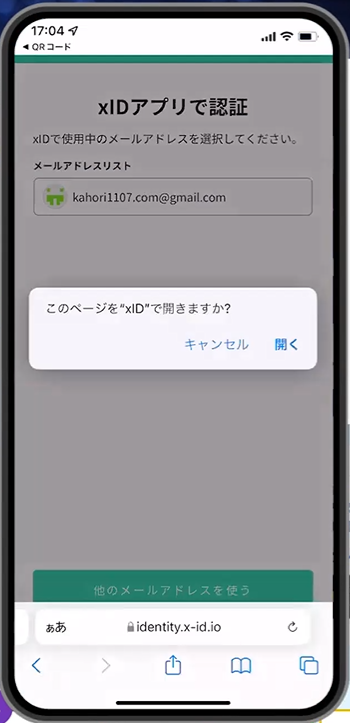 17:04
QRコード
xIDアプリで認証
xIDで使用中のメールアドレスを選択してください。
メールアドレスリスト
kahori1107.com@gmail.com
このページを"xID"で開きますか?
キャンセル 開く
他のメールアドレスを使う
ぁあ identity.x-id.io